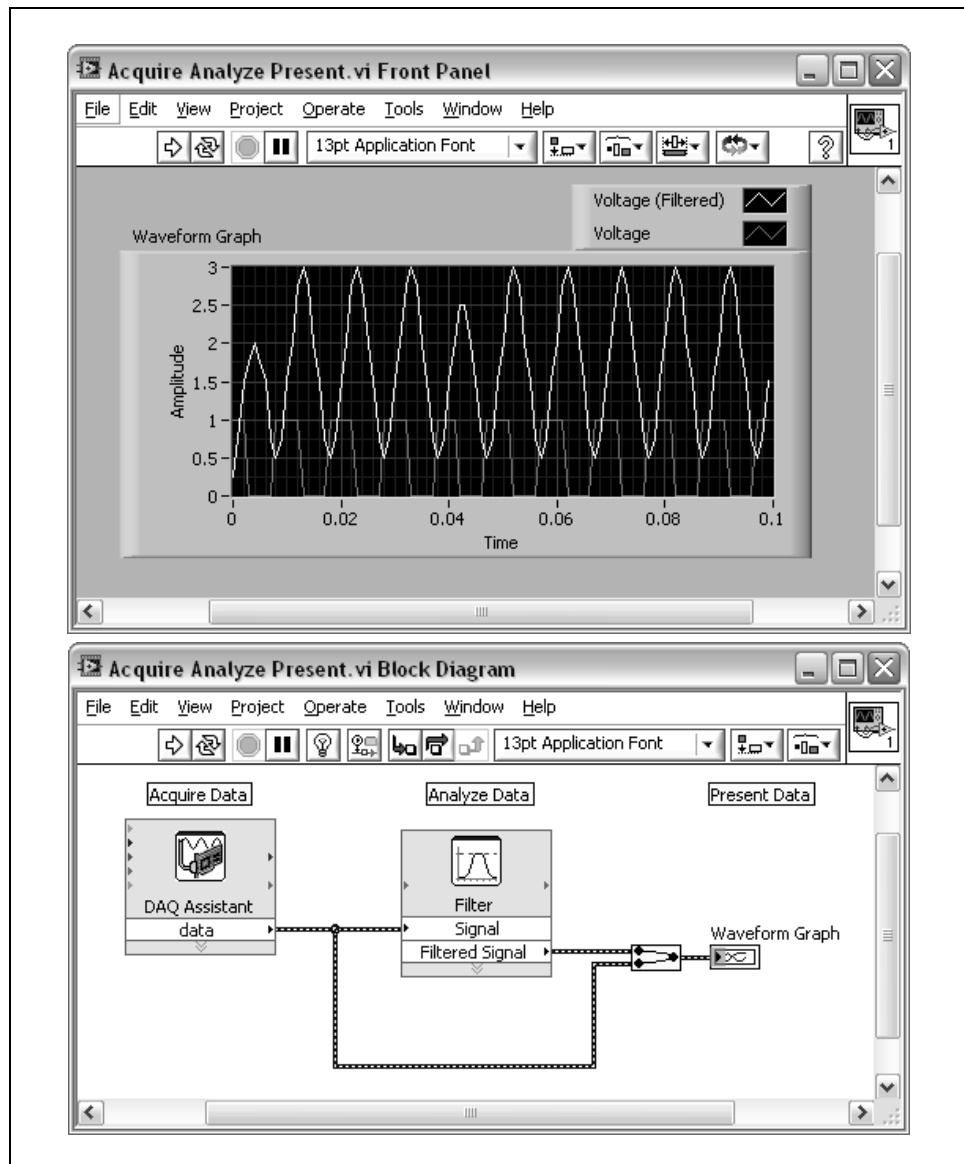 Acquire Analyze Present.vi Front Panel
File Edit View Project Operate Tools Window Help
13pt Application Font
1
Voltage (Filtered)
Voltage
Waveform Graph
3
2.5
2
1.5
1
0.5
0
Amplitude
0 0.02 0.04 0.06 0.08 0.1
Time
Acquire Analyze Present.vi Block Diagram
File Edit View Project Operate Tools Window Help
13pt Application Font
1
Acquire Data Analyze Data Present Data
DAQ Assistant
data
Filter
Signal
Filtered Signal
Waveform Graph